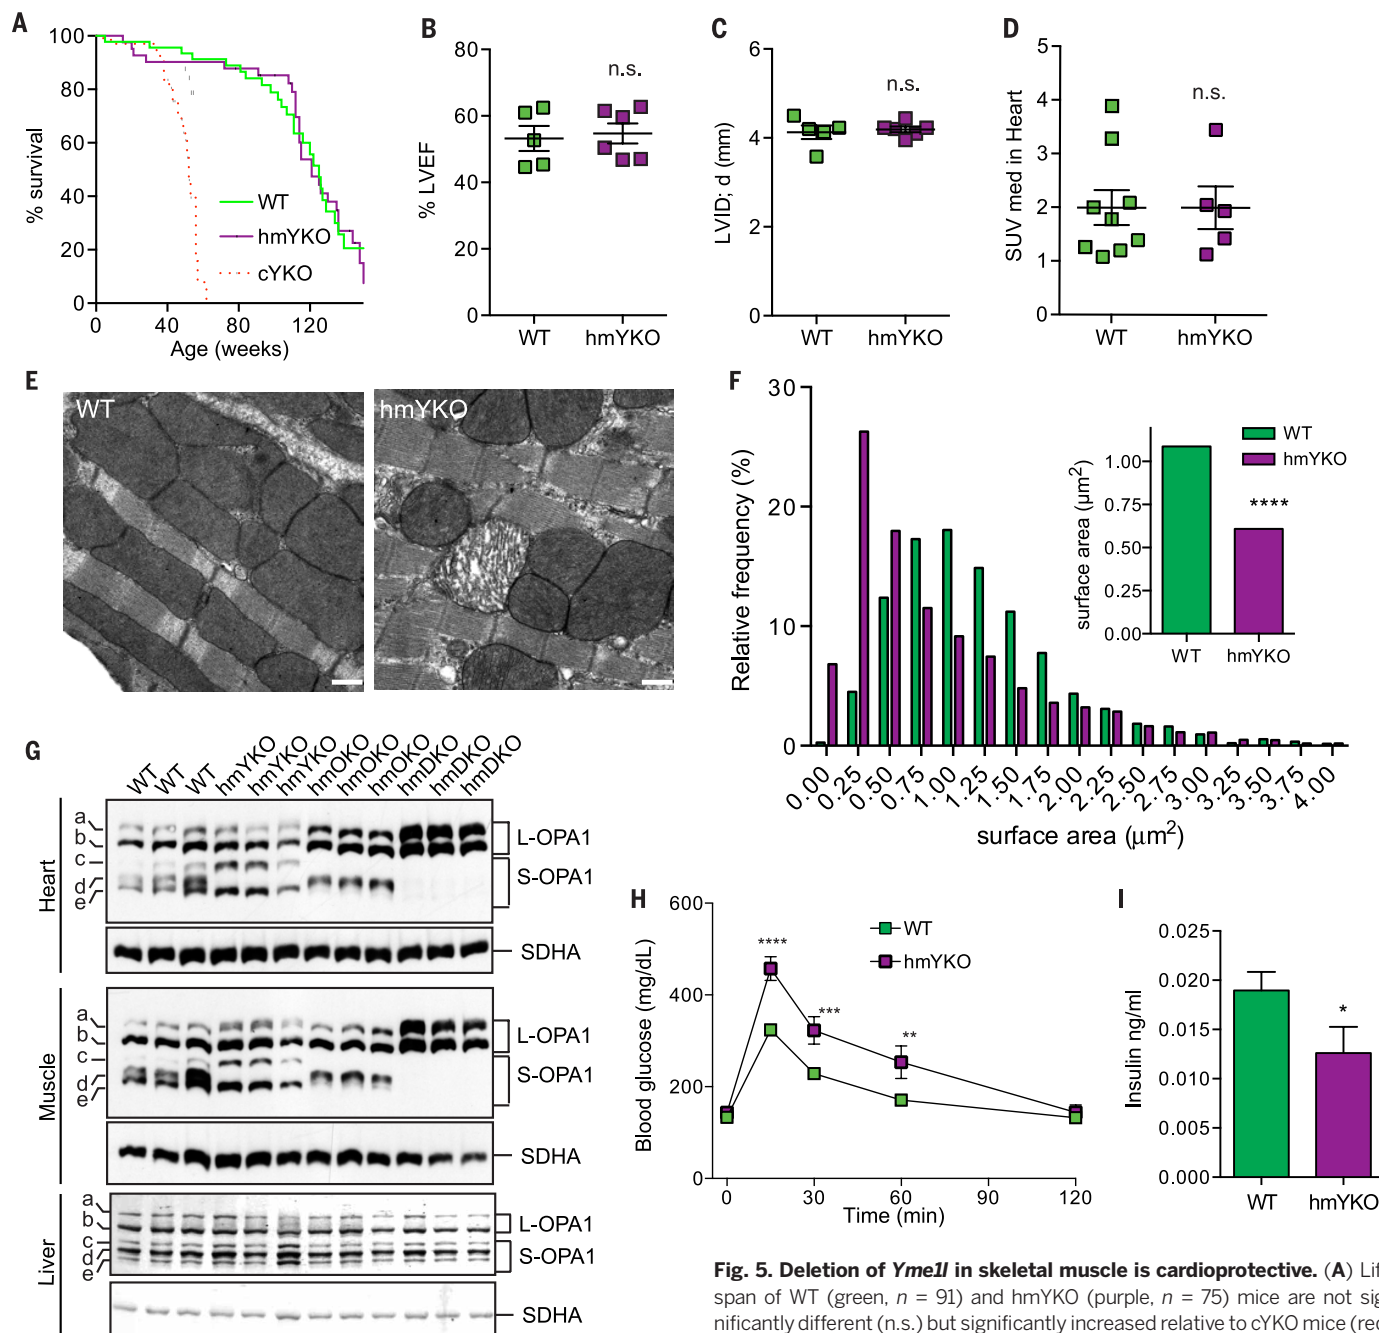 A
% survival
100
80
60
40
20
0
WT
hmYKO
cYKO
0
40
80
120
Age (weeks)
B
% LVEF
80
60
40
20
0
n.s.
WT
hmYKO
C
LVID; d (mm)
6
4
2
0
n.s.
WT
hmYKO
D
SUV med in Heart
5
4
3
2
1
0
n.s.
WT
hmYKO
E
WT
hmYKO
F
Relative frequency (%)
30
20
10
0
0.00
0.25
0.50
0.75
1.00
1.25
1.50
1.75
2.00
2.25
2.50
2.75
3.00
3.25
3.50
3.75
4.00
surface area (μm2)
surface area (μm2)
1.00
0.75
0.50
0.25
0.00
WT
hmYKO
****
WT
hmYKO
G
WT
WT
WT
hmYKO
hmYKO
hmYKO
hmOKO
hmOKO
hmOKO
hmDKO
hmDKO
hmDKO
Heart
a
b
c
d
e
L-OPA1
S-OPA1
SDHA
Muscle
a
b
c
d
e
L-OPA1
S-OPA1
SDHA
Liver
a
b
c
d
e
L-OPA1
S-OPA1
SDHA
H
Blood glucose (mg/dL)
600
400
200
0
****
***
**
WT
hmYKO
0
30
60
90
120
Time (min)
I
Insulin ng/ml
0.025
0.020
0.015
0.010
0.005
0.000
*
WT
hmYKO
Fig. 5. Deletion of Yme1l in skeletal muscle is cardioprotective. (A) Lif
span of WT (green, n = 91) and hmYKO (purple, n = 75) mice are not sig
nificantly different (n.s.) but significantly increased relative to cYKO mice (rec